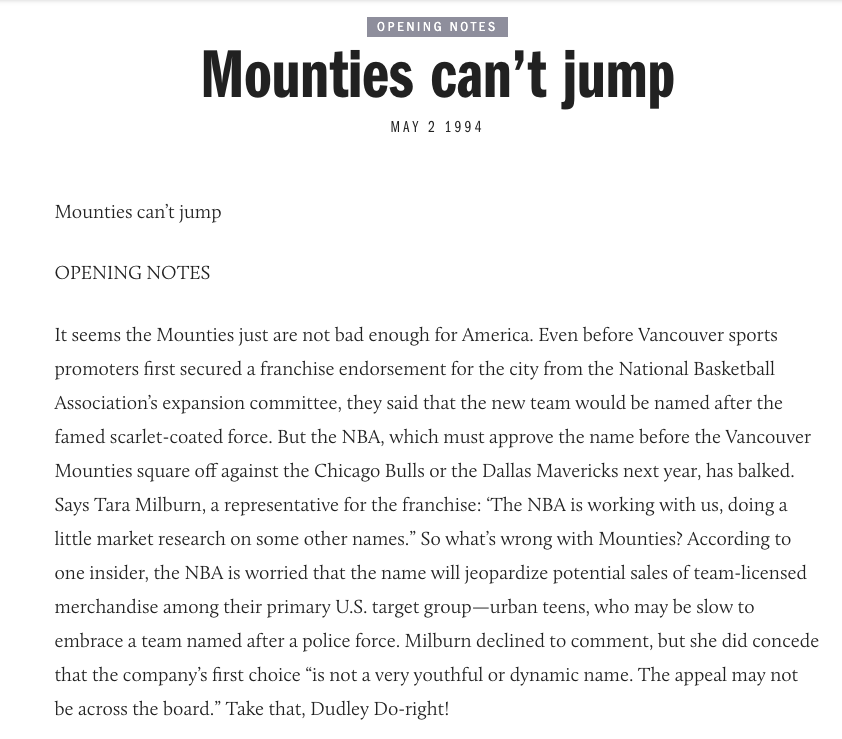 OPENING NOTES
Mounties can’t jump
MAY 2 1994
Mounties can’t jump
OPENING NOTES
It seems the Mounties just are not bad enough for America. Even before Vancouver sports
promoters first secured a franchise endorsement for the city from the National Basketball
Association’s expansion committee, they said that the new team would be named after the
famed scarlet-coated force. But the NBA, which must approve the name before the Vancouver
Mounties square off against the Chicago Bulls or the Dallas Mavericks next year, has balked.
Says Tara Milburn, a representative for the franchise: ‘The NBA is working with us, doing a
little market research on some other names.” So what’s wrong with Mounties? According to
one insider, the NBA is worried that the name will jeopardize potential sales of team-licensed
merchandise among their primary U.S. target group—urban teens, who may be slow to
embrace a team named after a police force. Milburn declined to comment, but she did concede
that the company’s first choice “is not a very youthful or dynamic name. The appeal may not
be across the board.” Take that, Dudley Do-right!